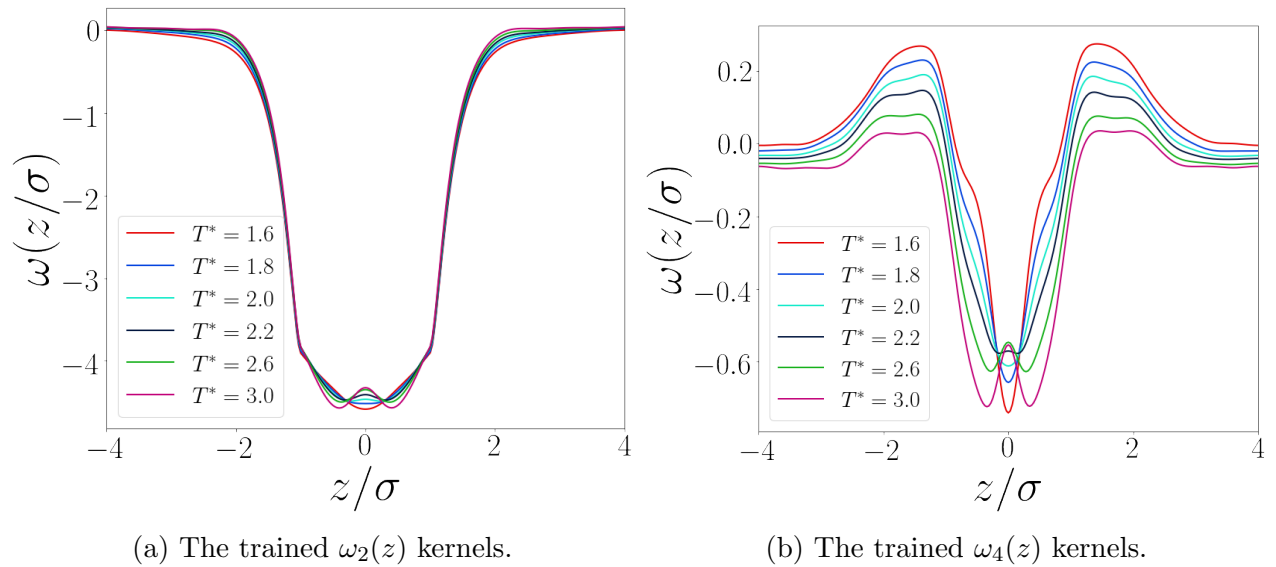 0
−1
−2
−3
−4
ω(z/σ)
T* = 1.6
T* = 1.8
T* = 2.0
T* = 2.2
T* = 2.6
T* = 3.0
−4 −2 0 2 4
z/σ
(a) The trained ω₂(z) kernels.
0.2
0.0
−0.2
−0.4
−0.6
ω(z/σ)
T* = 1.6
T* = 1.8
T* = 2.0
T* = 2.2
T* = 2.6
T* = 3.0
−4 −2 0 2 4
z/σ
(b) The trained ω₄(z) kernels.